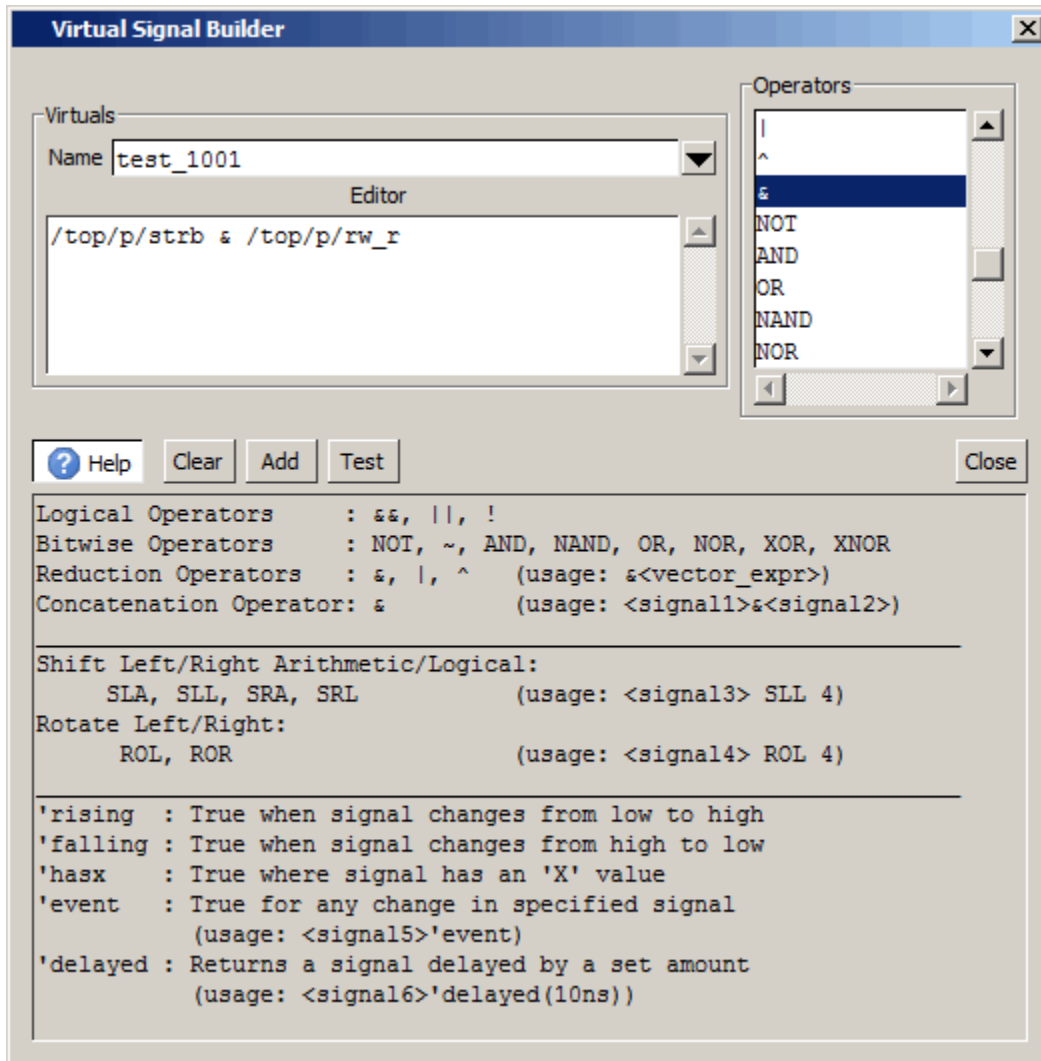 Virtual Signal Builder
Virtuals
Name test_1001
Editor
/top/p/strb & /top/p/rw_r
Operators
|
^
&
NOT
AND
OR
NAND
NOR
? Help Clear Add Test Close
Logical Operators : &&, ||, !
Bitwise Operators : NOT, ~, AND, NAND, OR, NOR, XOR, XNOR
Reduction Operators : &, |, ^ (usage: &<vector_expr>)
Concatenation Operator: & (usage: <signal1>&<signal2>)
Shift Left/Right Arithmetic/Logical:
SLA, SLL, SRA, SRL (usage: <signal3> SLL 4)
Rotate Left/Right:
ROL, ROR (usage: <signal4> ROL 4)
'rising : True when signal changes from low to high
'falling : True when signal changes from high to low
'hasx : True where signal has an 'X' value
'event : True for any change in specified signal
(usage: <signal5>'event)
'delayed : Returns a signal delayed by a set amount
(usage: <signal6>'delayed(10ns))